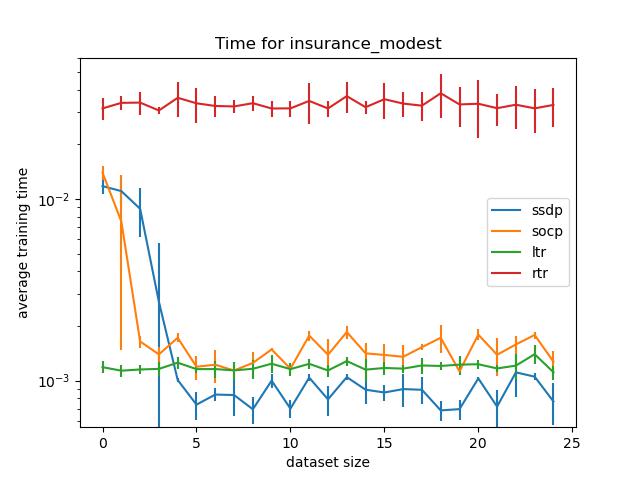 Time for insurance_modest
average training time
10⁻²
10⁻³
ssdp
socp
ltr
rtr
0 5 10 15 20 25
dataset size